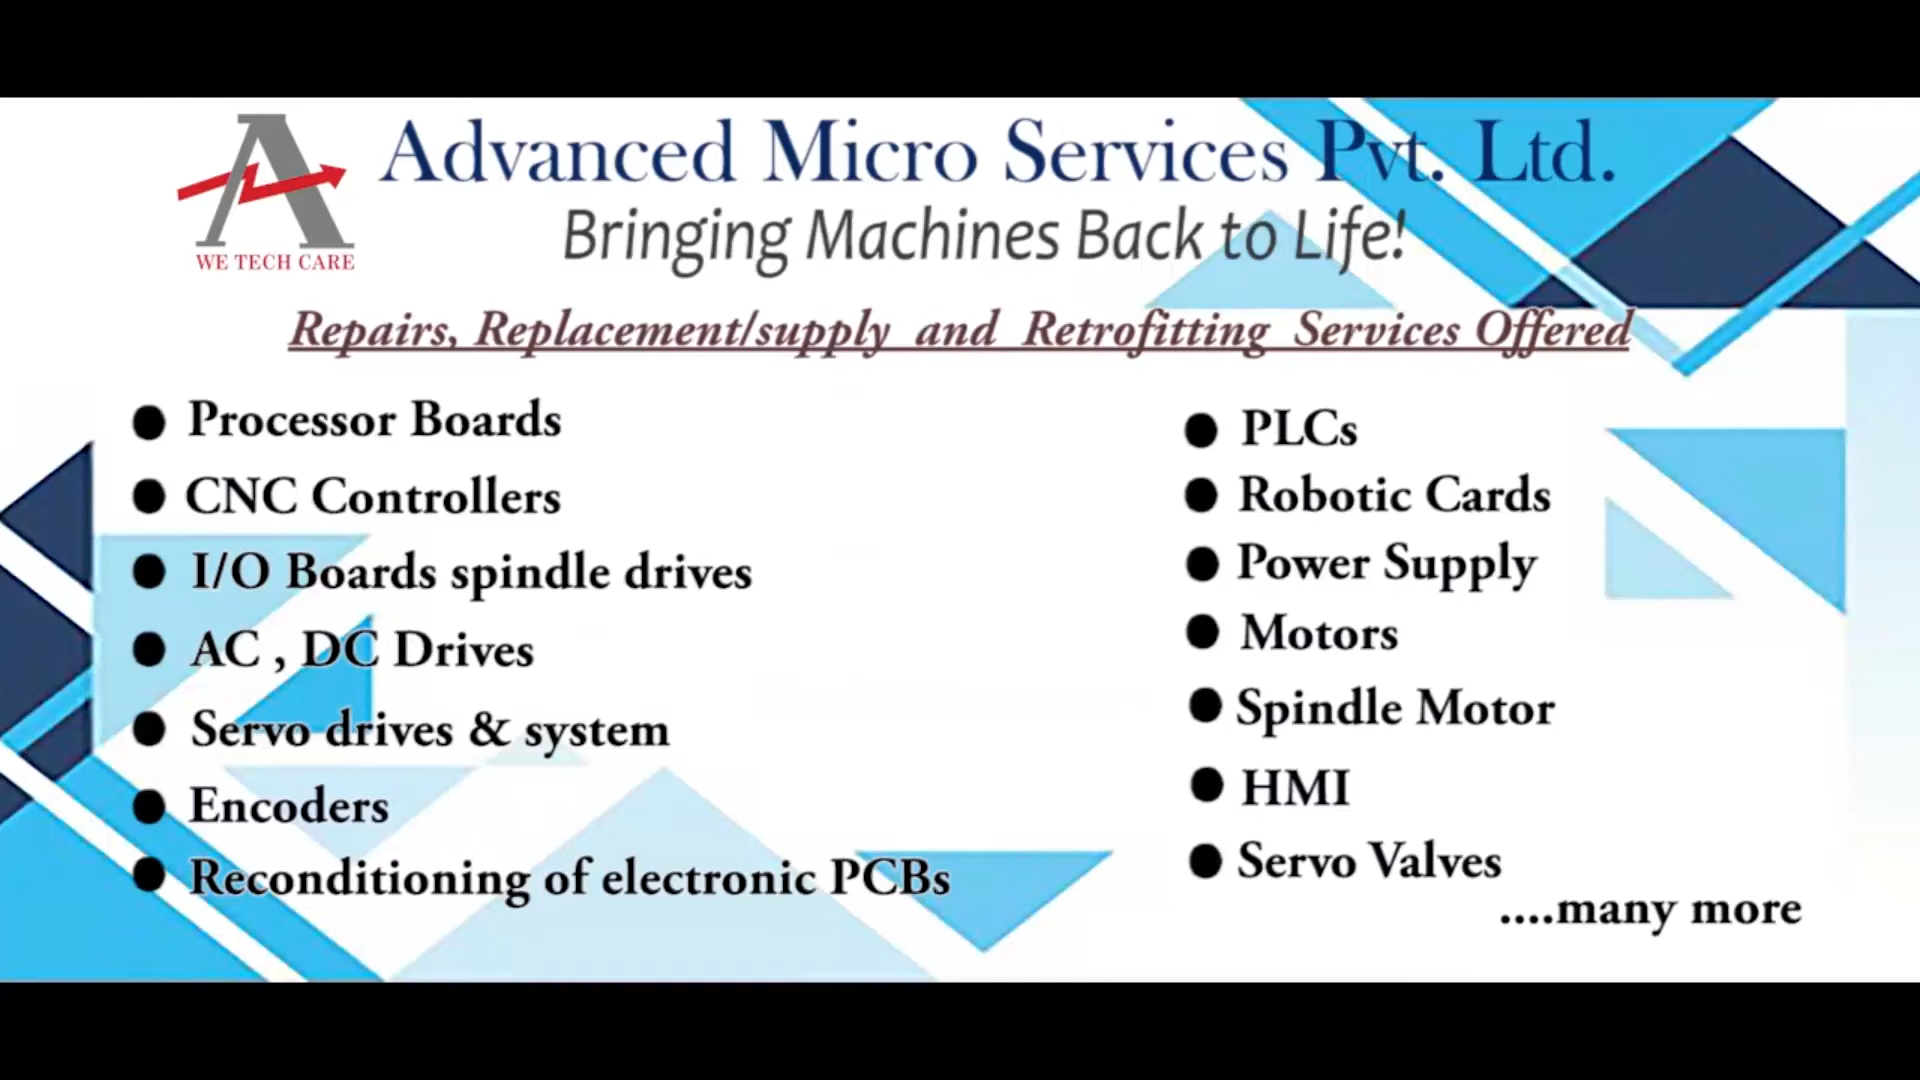 Advanced Micro Services Pvt. Ltd.
Bringing Machines Back to Life!
WE TECH CARE
Repairs, Replacement/supply and Retrofitting Services Offered
● Processor Boards
● CNC Controllers
● I/O Boards spindle drives
● AC , DC Drives
● Servo drives & system
● Encoders
● Reconditioning of electronic PCBs
● PLCs
● Robotic Cards
● Power Supply
● Motors
● Spindle Motor
● HMI
● Servo Valves
....many more